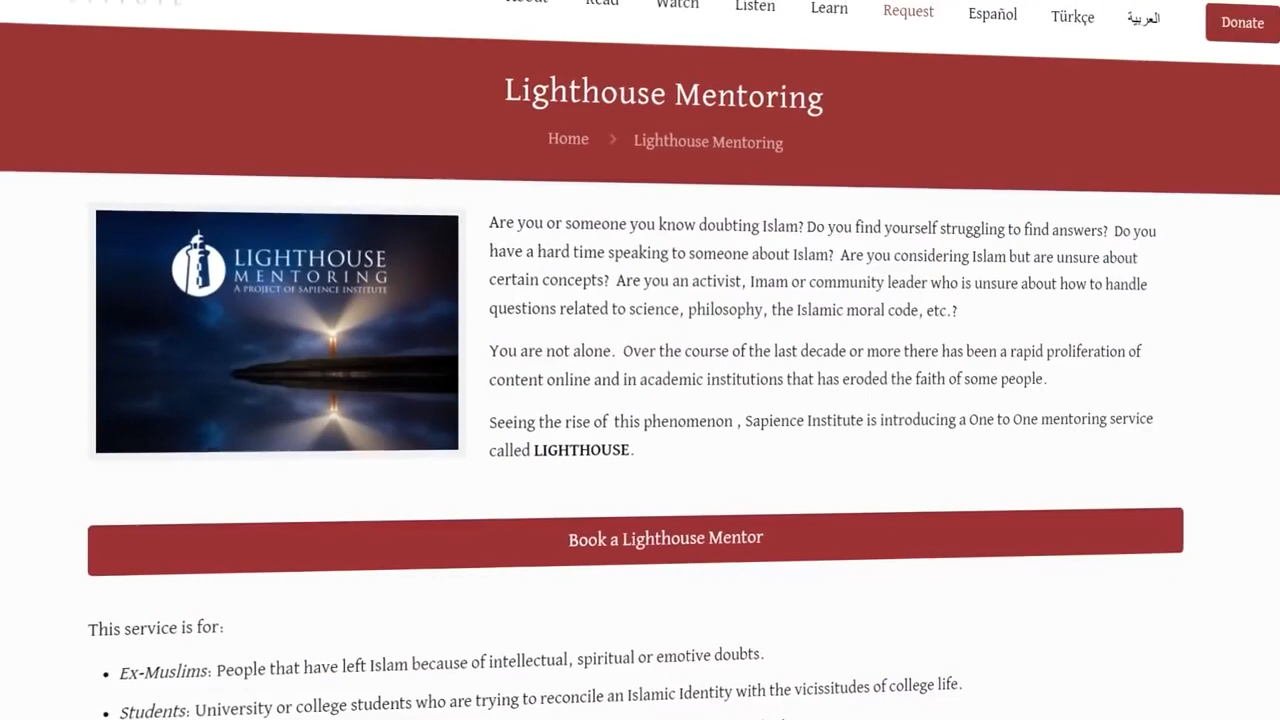 About Read Watch Listen Learn Request Español Türkçe العربية Donate
Lighthouse Mentoring
Home > Lighthouse Mentoring
LIGHTHOUSE
MENTORING
A PROJECT OF SAPIENCE INSTITUTE
Are you or someone you know doubting Islam? Do you find yourself struggling to find answers? Do you
have a hard time speaking to someone about Islam? Are you considering Islam but are unsure about
certain concepts? Are you an activist, Imam or community leader who is unsure about how to handle
questions related to science, philosophy, the Islamic moral code, etc.?
You are not alone. Over the course of the last decade or more there has been a rapid proliferation of
content online and in academic institutions that has eroded the faith of some people.
Seeing the rise of this phenomenon , Sapience Institute is introducing a One to One mentoring service
called LIGHTHOUSE.
Book a Lighthouse Mentor
This service is for:
• Ex-Muslims: People that have left Islam because of intellectual, spiritual or emotive doubts.
• Students: University or college students who are trying to reconcile an Islamic Identity with the vicissitudes of college life.